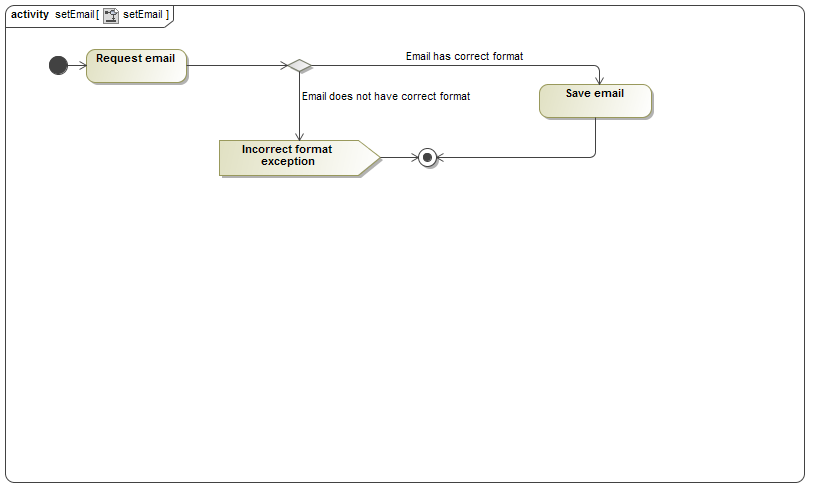 activity setEmail[ setEmail ]
Request email
Email has correct format
Save email
Email does not have correct format
Incorrect format
exception